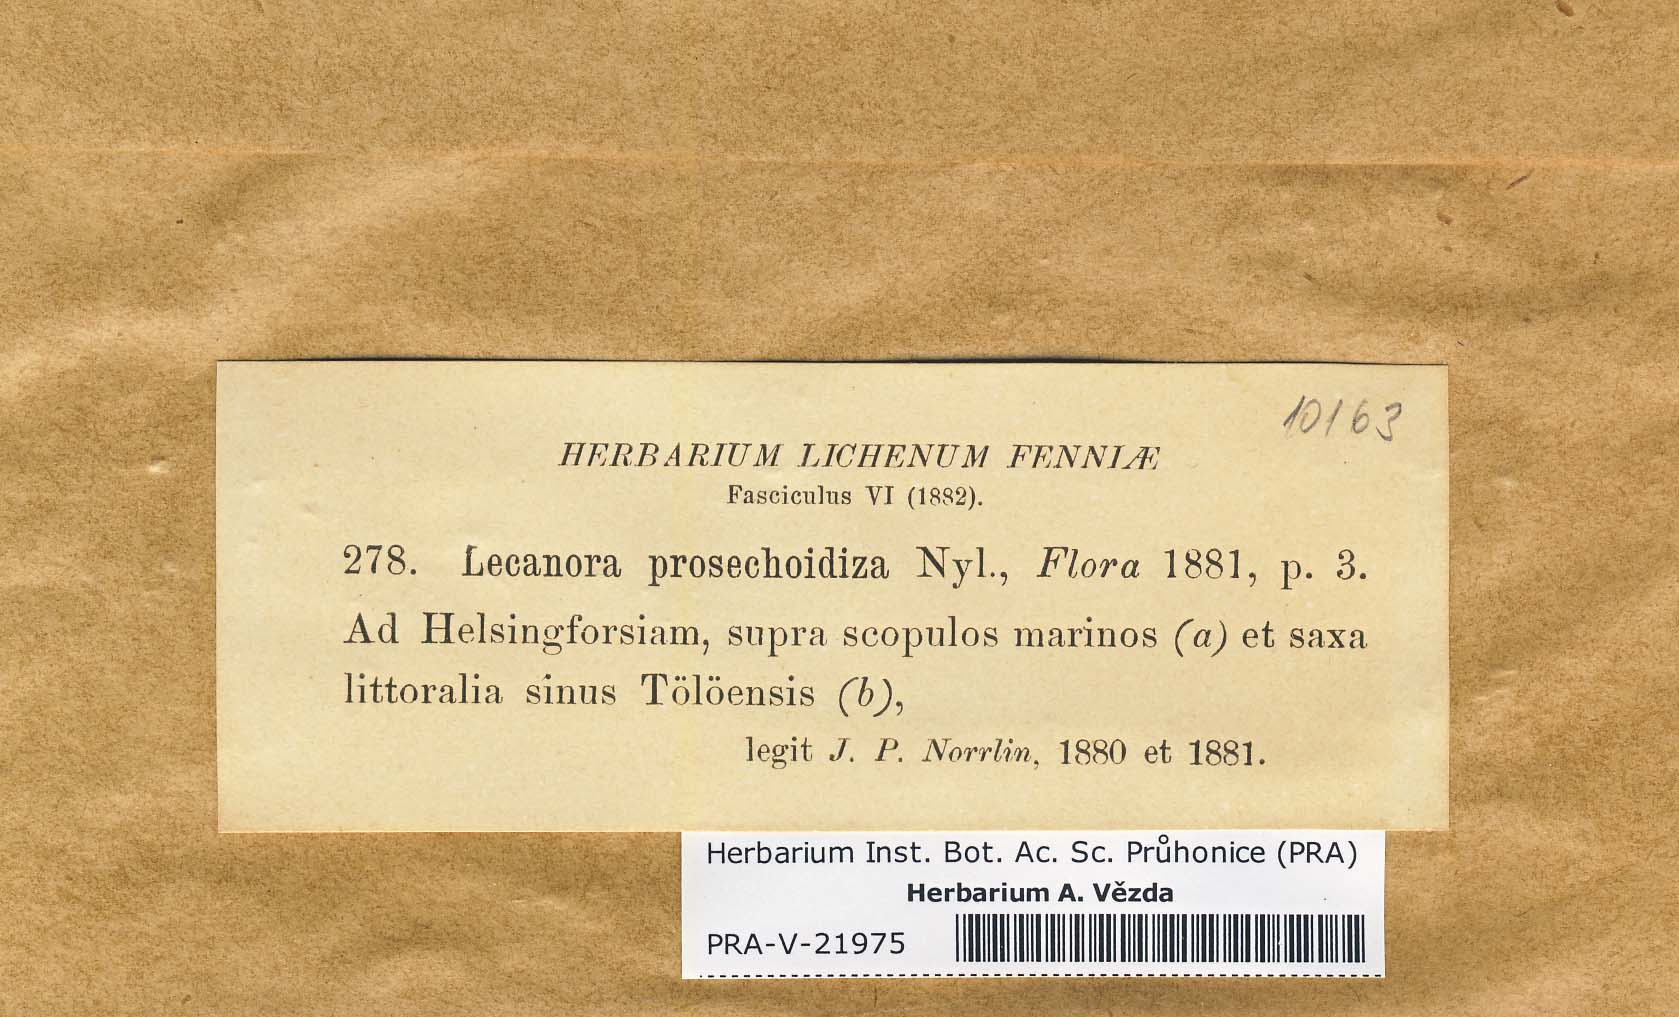 10163
HERBARIUM LICHENUM FENNIÆ
Fasciculus VI (1882).
278. Lecanora prosechoidiza Nyl., Flora 1881, p. 3.
Ad Helsingforsiam, supra scopulos marinos (a) et saxa
littoralia sinus Tölöensis (b),
legit J. P. Norrlin, 1880 et 1881.
Herbarium Inst. Bot. Ac. Sc. Průhonice (PRA)
Herbarium A. Vězda
PRA-V-21975